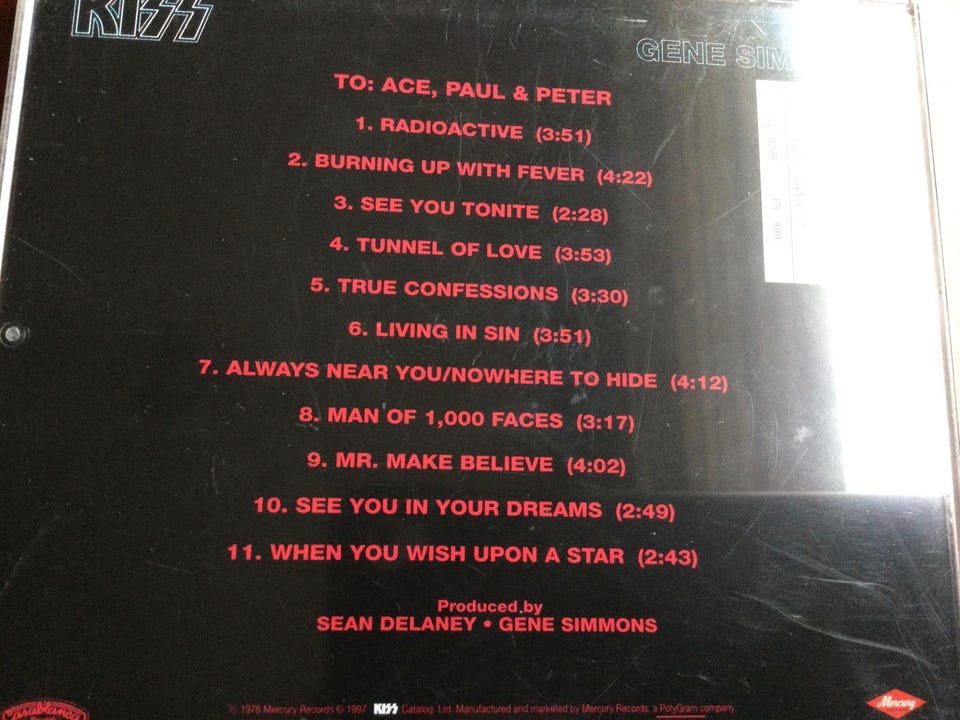 KISS
GENE SIM
TO: ACE, PAUL & PETER
1. RADIOACTIVE (3:51)
2. BURNING UP WITH FEVER (4:22)
3. SEE YOU TONITE (2:28)
4. TUNNEL OF LOVE (3:53)
5. TRUE CONFESSIONS (3:30)
6. LIVING IN SIN (3:51)
7. ALWAYS NEAR YOU/NOWHERE TO HIDE (4:12)
8. MAN OF 1,000 FACES (3:17)
9. MR. MAKE BELIEVE (4:02)
10. SEE YOU IN YOUR DREAMS (2:49)
11. WHEN YOU WISH UPON A STAR (2:43)
Produced by
SEAN DELANEY • GENE SIMMONS
Casablanca
℗ 1978 Mercury Records © 1997 KISS Catalog, Ltd. Manufactured and marketed by Mercury Records, a PolyGram company.
Mercury